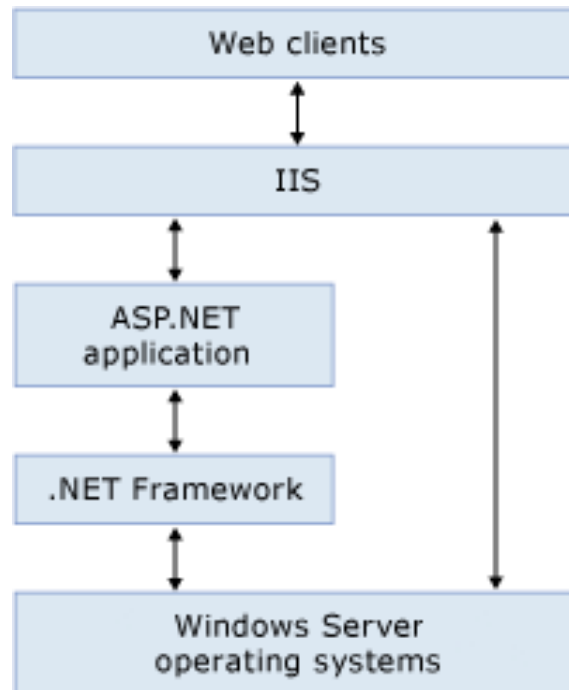 Web clients
IIS
ASP.NET
application
.NET Framework
Windows Server
operating systems